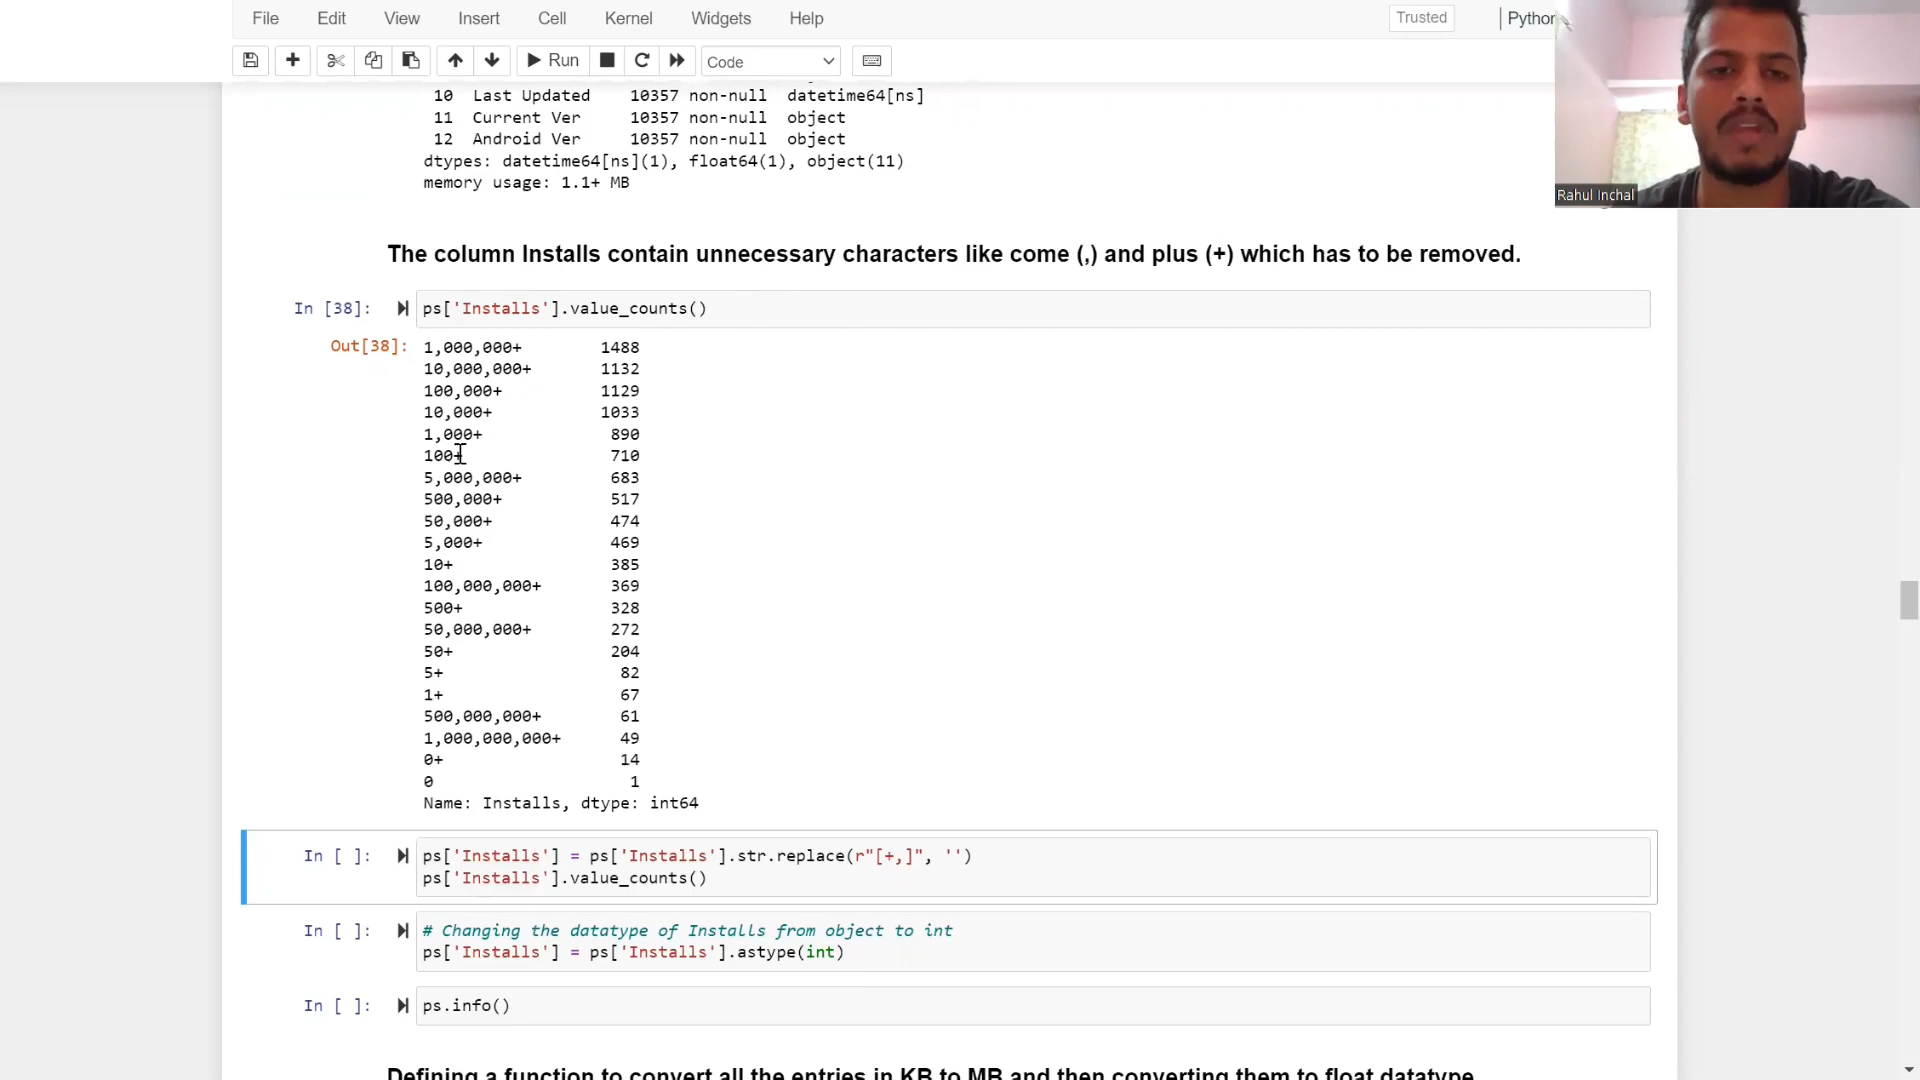 File Edit View Insert Cell Kernel Widgets Help Trusted Python
Run Code
10 Last Updated 10357 non-null datetime64[ns]
11 Current Ver 10357 non-null object
12 Android Ver 10357 non-null object
dtypes: datetime64[ns](1), float64(1), object(11)
memory usage: 1.1+ MB
Rahul Inchal
The column Installs contain unnecessary characters like come (,) and plus (+) which has to be removed.
In [38]: ps['Installs'].value_counts()
Out[38]: 1,000,000+ 1488
10,000,000+ 1132
100,000+ 1129
10,000+ 1033
1,000+ 890
100+ 710
5,000,000+ 683
500,000+ 517
50,000+ 474
5,000+ 469
10+ 385
100,000,000+ 369
500+ 328
50,000,000+ 272
50+ 204
5+ 82
1+ 67
500,000,000+ 61
1,000,000,000+ 49
0+ 14
0 1
Name: Installs, dtype: int64
In [ ]: ps['Installs'] = ps['Installs'].str.replace(r"[+,]", '')
ps['Installs'].value_counts()
In [ ]: # Changing the datatype of Installs from object to int
ps['Installs'] = ps['Installs'].astype(int)
In [ ]: ps.info()
Defining a function to convert all the entries in KB to MB and then converting them to float datatype